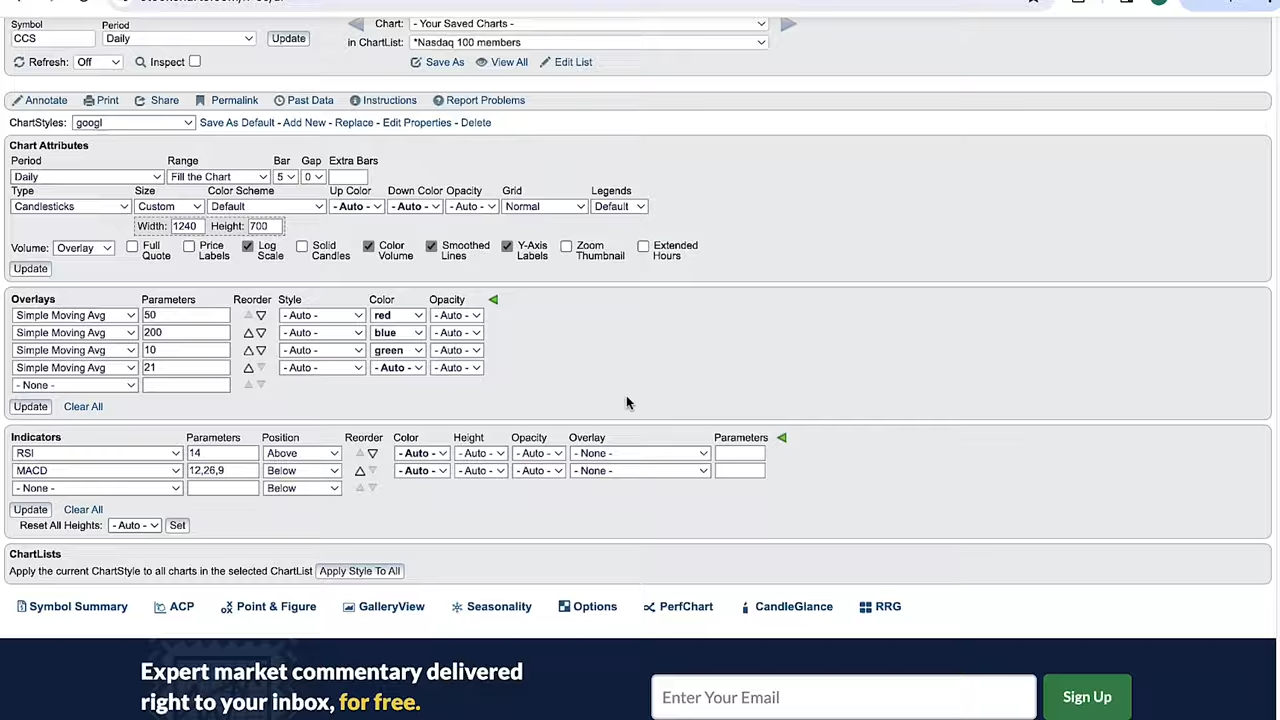 Symbol Period Chart: - Your Saved Charts -
CCS Daily Update in ChartList: *Nasdaq 100 members
Refresh: Off Inspect Save As View All Edit List
Annotate Print Share Permalink Past Data Instructions Report Problems
ChartStyles: googl Save As Default - Add New - Replace - Edit Properties - Delete
Chart Attributes
Period Range Bar Gap Extra Bars
Daily Fill the Chart 5 0
Type Size Color Scheme Up Color Down Color Opacity Grid Legends
Candlesticks Custom Default - Auto - - Auto - - Auto - Normal Default
Width: 1240 Height: 700
Volume: Overlay Full Quote Price Labels Log Scale Solid Candles Color Volume Smoothed Lines Y-Axis Labels Zoom Thumbnail Extended Hours
Update
Overlays Parameters Reorder Style Color Opacity
Simple Moving Avg 50 - Auto - red - Auto -
Simple Moving Avg 200 - Auto - blue - Auto -
Simple Moving Avg 10 - Auto - green - Auto -
Simple Moving Avg 21 - Auto - - Auto - - Auto -
- None -
Update Clear All
Indicators Parameters Position Reorder Color Height Opacity Overlay Parameters
RSI 14 Above - Auto - - Auto - - Auto - - None -
MACD 12,26,9 Below - Auto - - Auto - - Auto - - None -
- None - Below
Update Clear All
Reset All Heights: - Auto - Set
ChartLists
Apply the current ChartStyle to all charts in the selected ChartList Apply Style To All
Symbol Summary ACP Point & Figure GalleryView Seasonality Options PerfChart CandleGlance RRG
Expert market commentary delivered
right to your inbox, for free.
Enter Your Email Sign Up